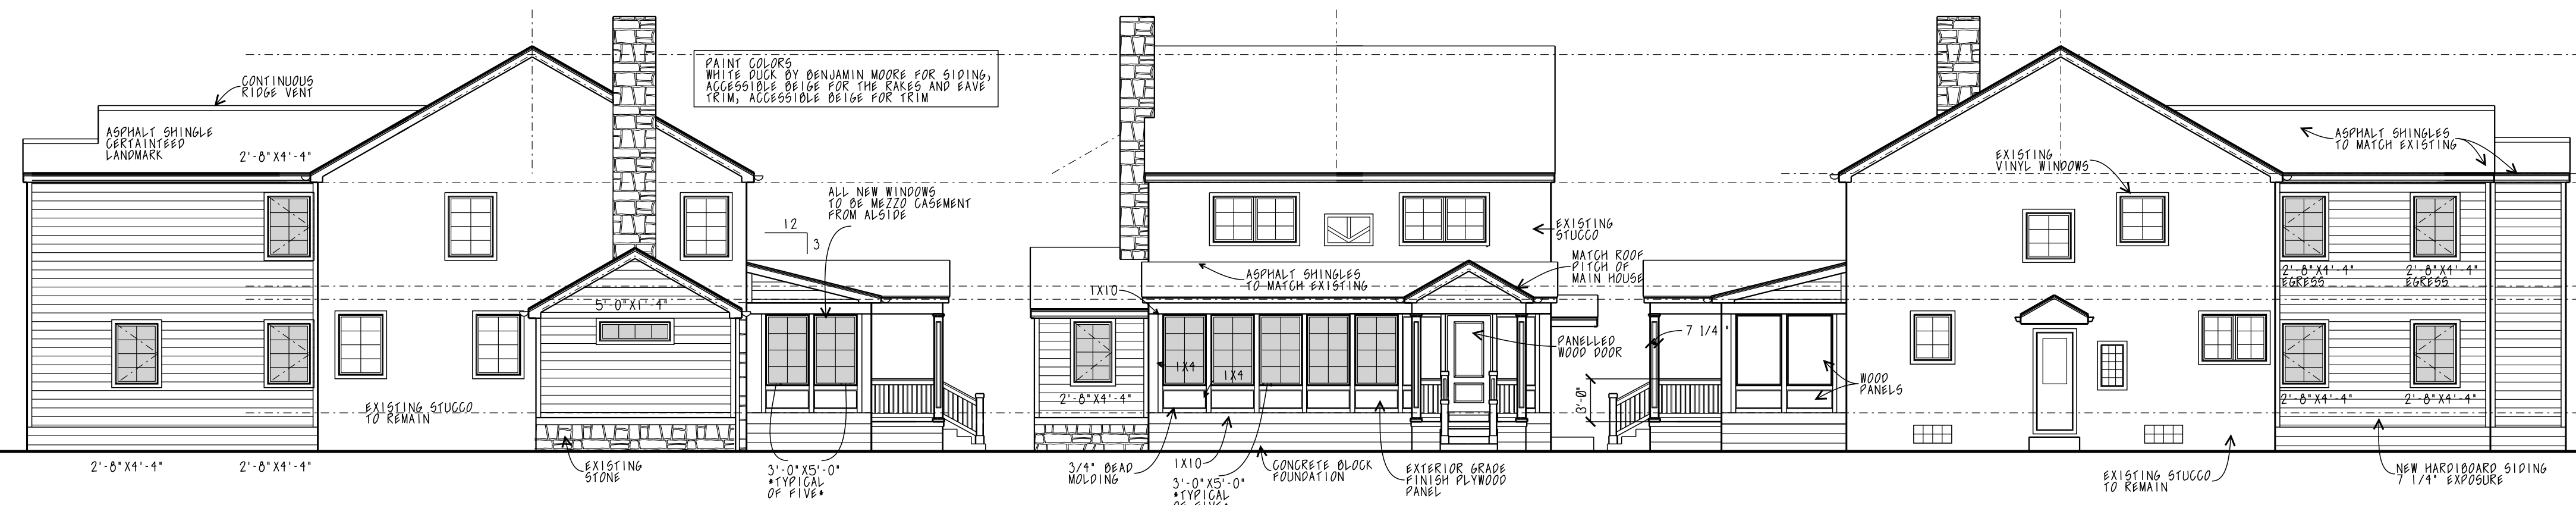 CONTINUOUS
RIDGE VENT
ASPHALT SHINGLE
CERTAINTEED
LANDMARK
2'-8"X4'-4"
PAINT COLORS
WHITE DUCK BY BENJAMIN MOORE FOR SIDING,
ACCESSIBLE BEIGE FOR THE RAKES AND EAVE
TRIM, ACCESSIBLE BEIGE FOR TRIM
ALL NEW WINDOWS
TO BE MEZZO CASEMENT
FROM ALSIDE
12
3
5'-0"X1'-4"
EXISTING STUCCO
TO REMAIN
2'-8"X4'-4"
2'-8"X4'-4"
EXISTING
STONE
3'-0"X5'-0"
*TYPICAL
OF FIVE*
EXISTING
STUCCO
MATCH ROOF
PITCH OF
MAIN HOUSE
ASPHALT SHINGLES
TO MATCH EXISTING
1X10
1X4
1X4
2'-8"X4'-4"
PANELLED
WOOD DOOR
3/4" BEAD
MOLDING
1X10
3'-0"X5'-0"
*TYPICAL
OF FIVE*
CONCRETE BLOCK
FOUNDATION
EXTERIOR GRADE
FINISH PLYWOOD
PANEL
7 1/4"
3'-0"
WOOD
PANELS
EXISTING
VINYL WINDOWS
ASPHALT SHINGLES
TO MATCH EXISTING
2'-8"X4'-4"
EGRESS
2'-8"X4'-4"
EGRESS
2'-8"X4'-4"
2'-8"X4'-4"
EXISTING STUCCO
TO REMAIN
NEW HARDIBOARD SIDING
7 1/4" EXPOSURE